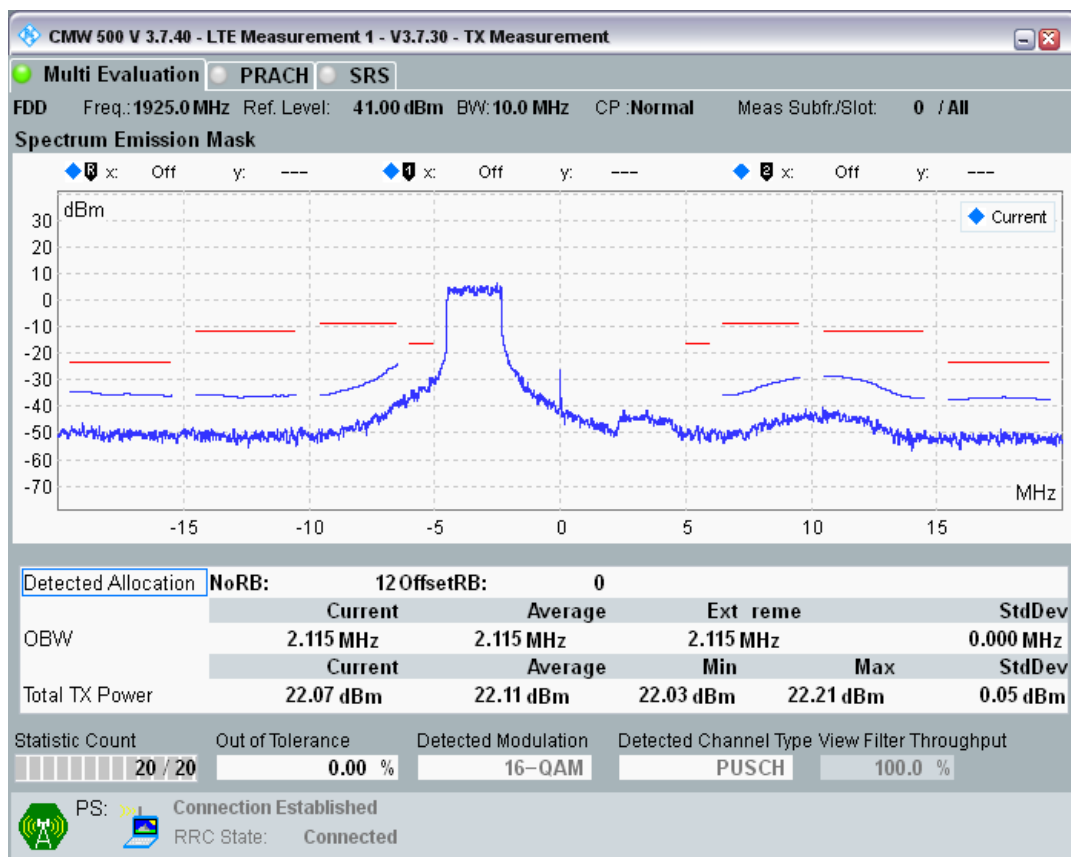 CMW 500 V 3.7.40 - LTE Measurement 1 - V3.7.30 - TX Measurement
Multi Evaluation PRACH SRS
FDD Freq.: 1925.0 MHz Ref. Level: 41.00 dBm BW: 10.0 MHz CP :Normal Meas Subfr./Slot: 0 / All
Spectrum Emission Mask
R x: Off y: --- 1 x: Off y: --- 2 x: Off y: ---
dBm
Current
30
20
10
0
-10
-20
-30
-40
-50
-60
-70
MHz
-15 -10 -5 0 5 10 15
Detected Allocation NoRB: 12 OffsetRB: 0
Current Average Ext reme StdDev
OBW 2.115 MHz 2.115 MHz 2.115 MHz 0.000 MHz
Current Average Min Max StdDev
Total TX Power 22.07 dBm 22.11 dBm 22.03 dBm 22.21 dBm 0.05 dBm
Statistic Count Out of Tolerance Detected Modulation Detected Channel Type View Filter Throughput
20 / 20 0.00 % 16-QAM PUSCH 100.0 %
PS: Connection Established
RRC State: Connected